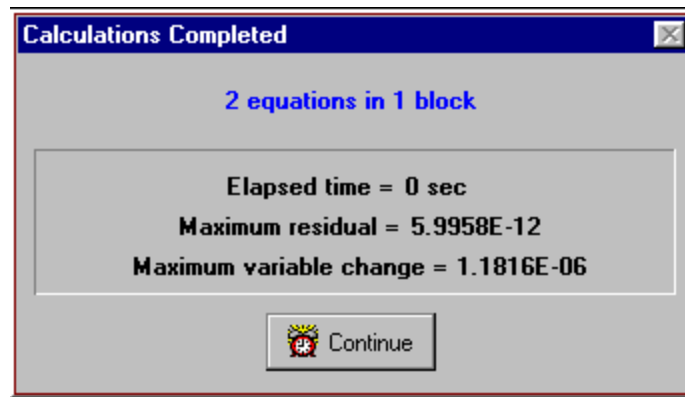 Calculations Completed
2 equations in 1 block
Elapsed time = 0 sec
Maximum residual = 5.9958E-12
Maximum variable change = 1.1816E-06
Continue